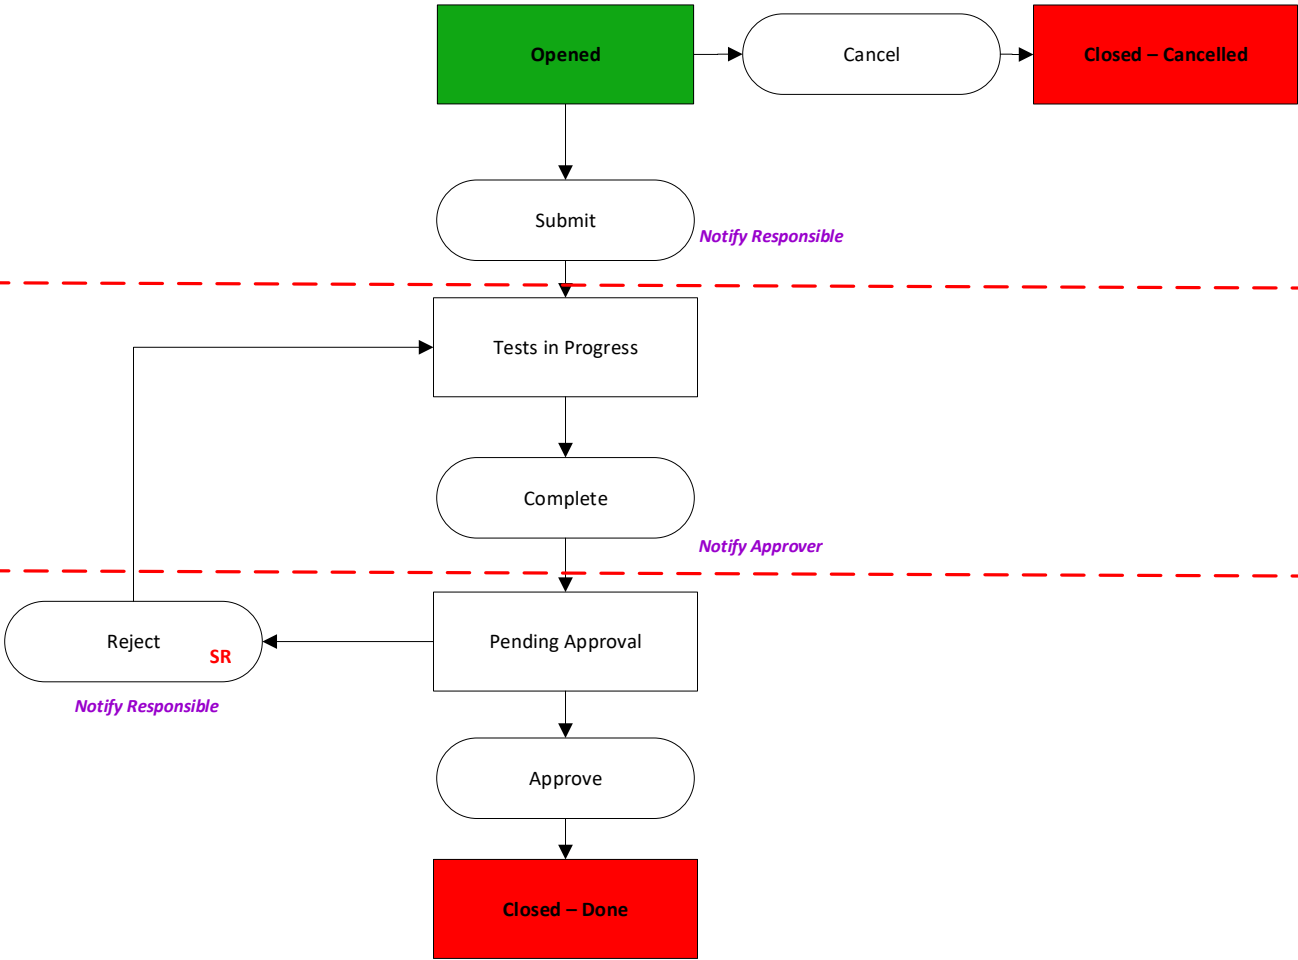 Opened
Cancel
Closed – Cancelled
Submit
Notify Responsible
Tests in Progress
Complete
Notify Approver
Reject
SR
Pending Approval
Notify Responsible
Approve
Closed – Done